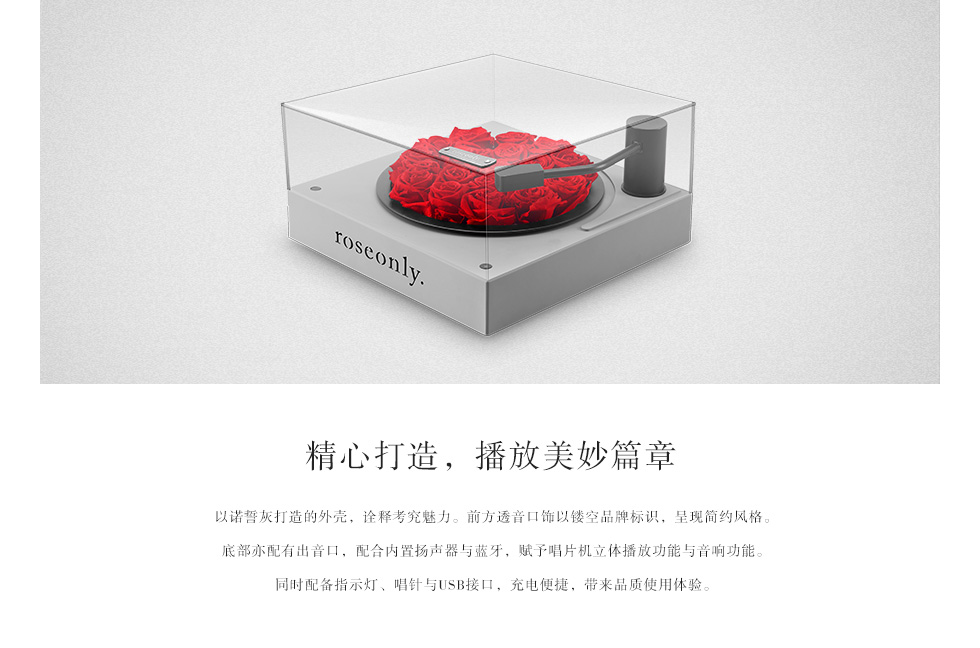 roseonly.
精心打造，播放美妙篇章
以诺誓灰打造的外壳，诠释考究魅力。前方透音口饰以镂空品牌标识，呈现简约风格。
底部亦配有出音口，配合内置扬声器与蓝牙，赋予唱片机立体播放功能与音响功能。
同时配备指示灯、唱针与USB接口，充电便捷，带来品质使用体验。